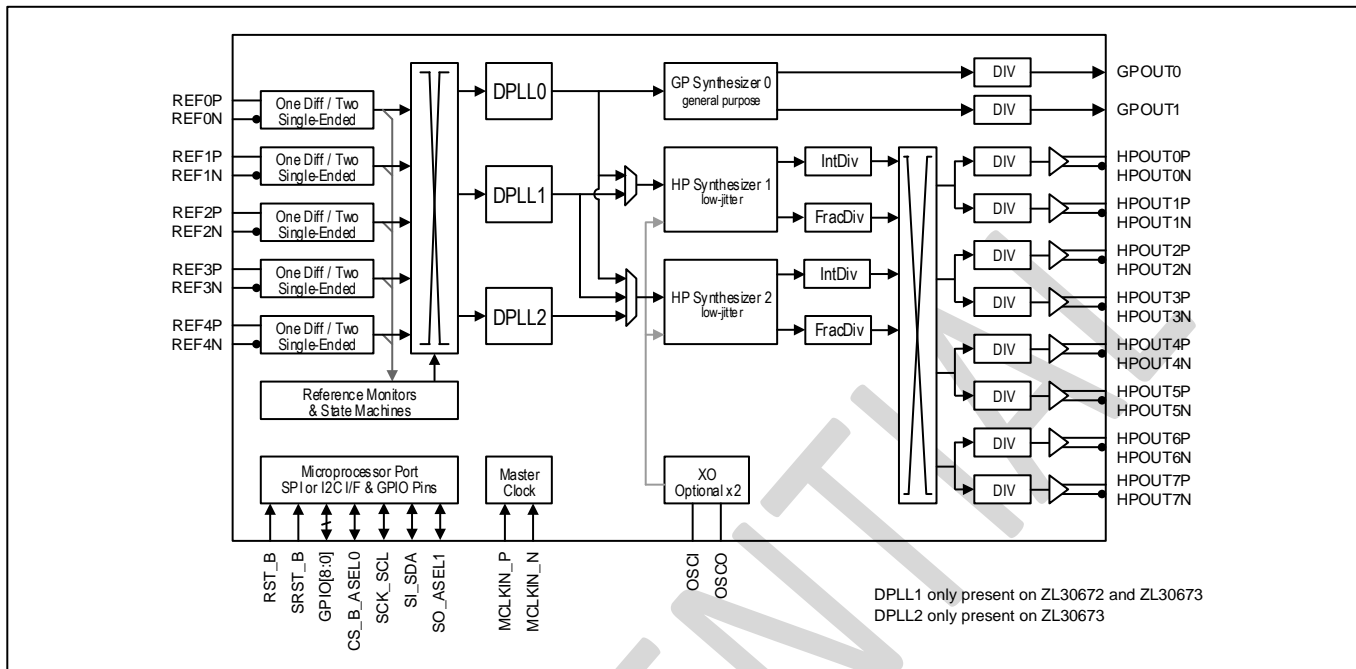 REF0P
REF0N
One Diff / Two
Single-Ended
REF1P
REF1N
One Diff / Two
Single-Ended
REF2P
REF2N
One Diff / Two
Single-Ended
REF3P
REF3N
One Diff / Two
Single-Ended
REF4P
REF4N
One Diff / Two
Single-Ended
Reference Monitors
& State Machines
DPLL0
DPLL1
DPLL2
GP Synthesizer 0
general purpose
HP Synthesizer 1
low-jitter
HP Synthesizer 2
low-jitter
IntDiv
FracDiv
IntDiv
FracDiv
DIV
GPOUT0
DIV
GPOUT1
DIV
HPOUT0P
HPOUT0N
DIV
HPOUT1P
HPOUT1N
DIV
HPOUT2P
HPOUT2N
DIV
HPOUT3P
HPOUT3N
DIV
HPOUT4P
HPOUT4N
DIV
HPOUT5P
HPOUT5N
DIV
HPOUT6P
HPOUT6N
DIV
HPOUT7P
HPOUT7N
Microprocessor Port
SPI or I2C I/F & GPIO Pins
Master
Clock
XO
Optional x2
RST_B
SRST_B
GPIO[8:0]
CS_B_ASEL0
SCK_SCL
SI_SDA
SO_ASEL1
MCLKIN_P
MCLKIN_N
OSCI
OSCO
DPLL1 only present on ZL30672 and ZL30673
DPLL2 only present on ZL30673
ENTIAL